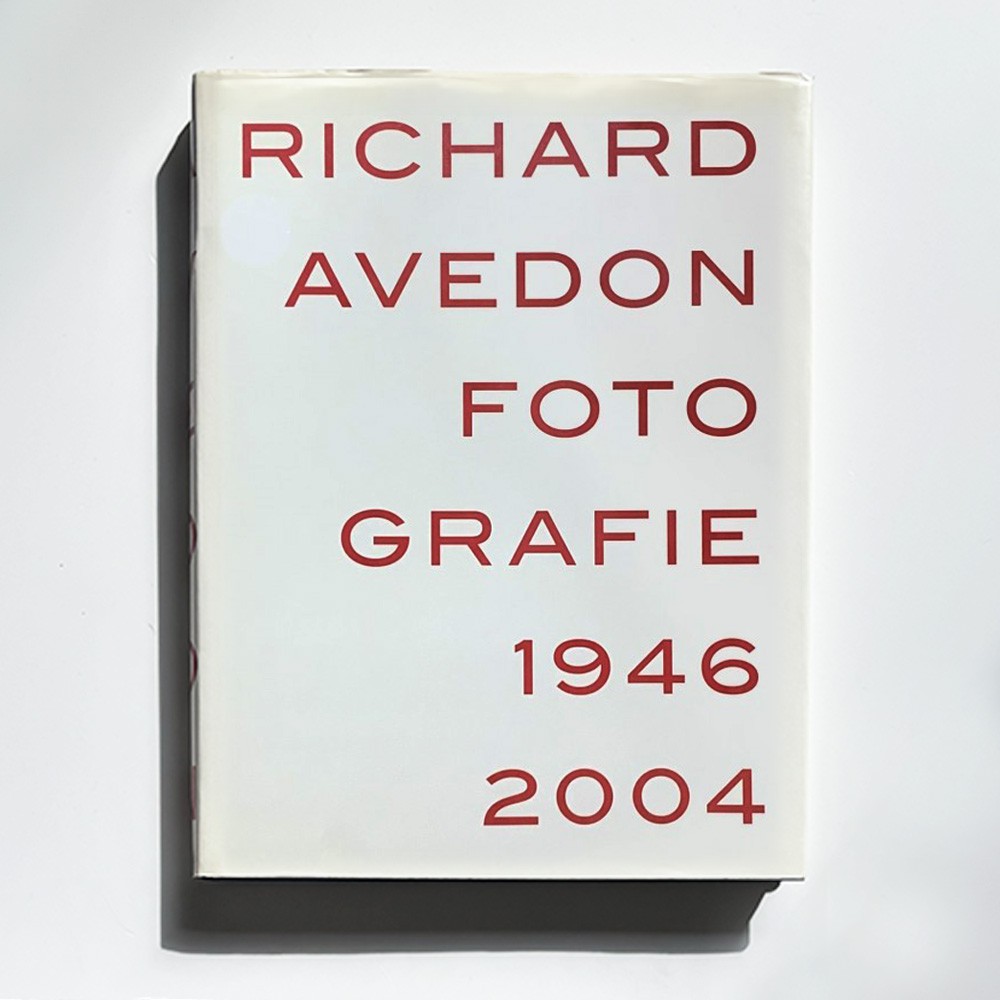 RICHARD
AVEDON
FOTO
GRAFIE
1946
2004